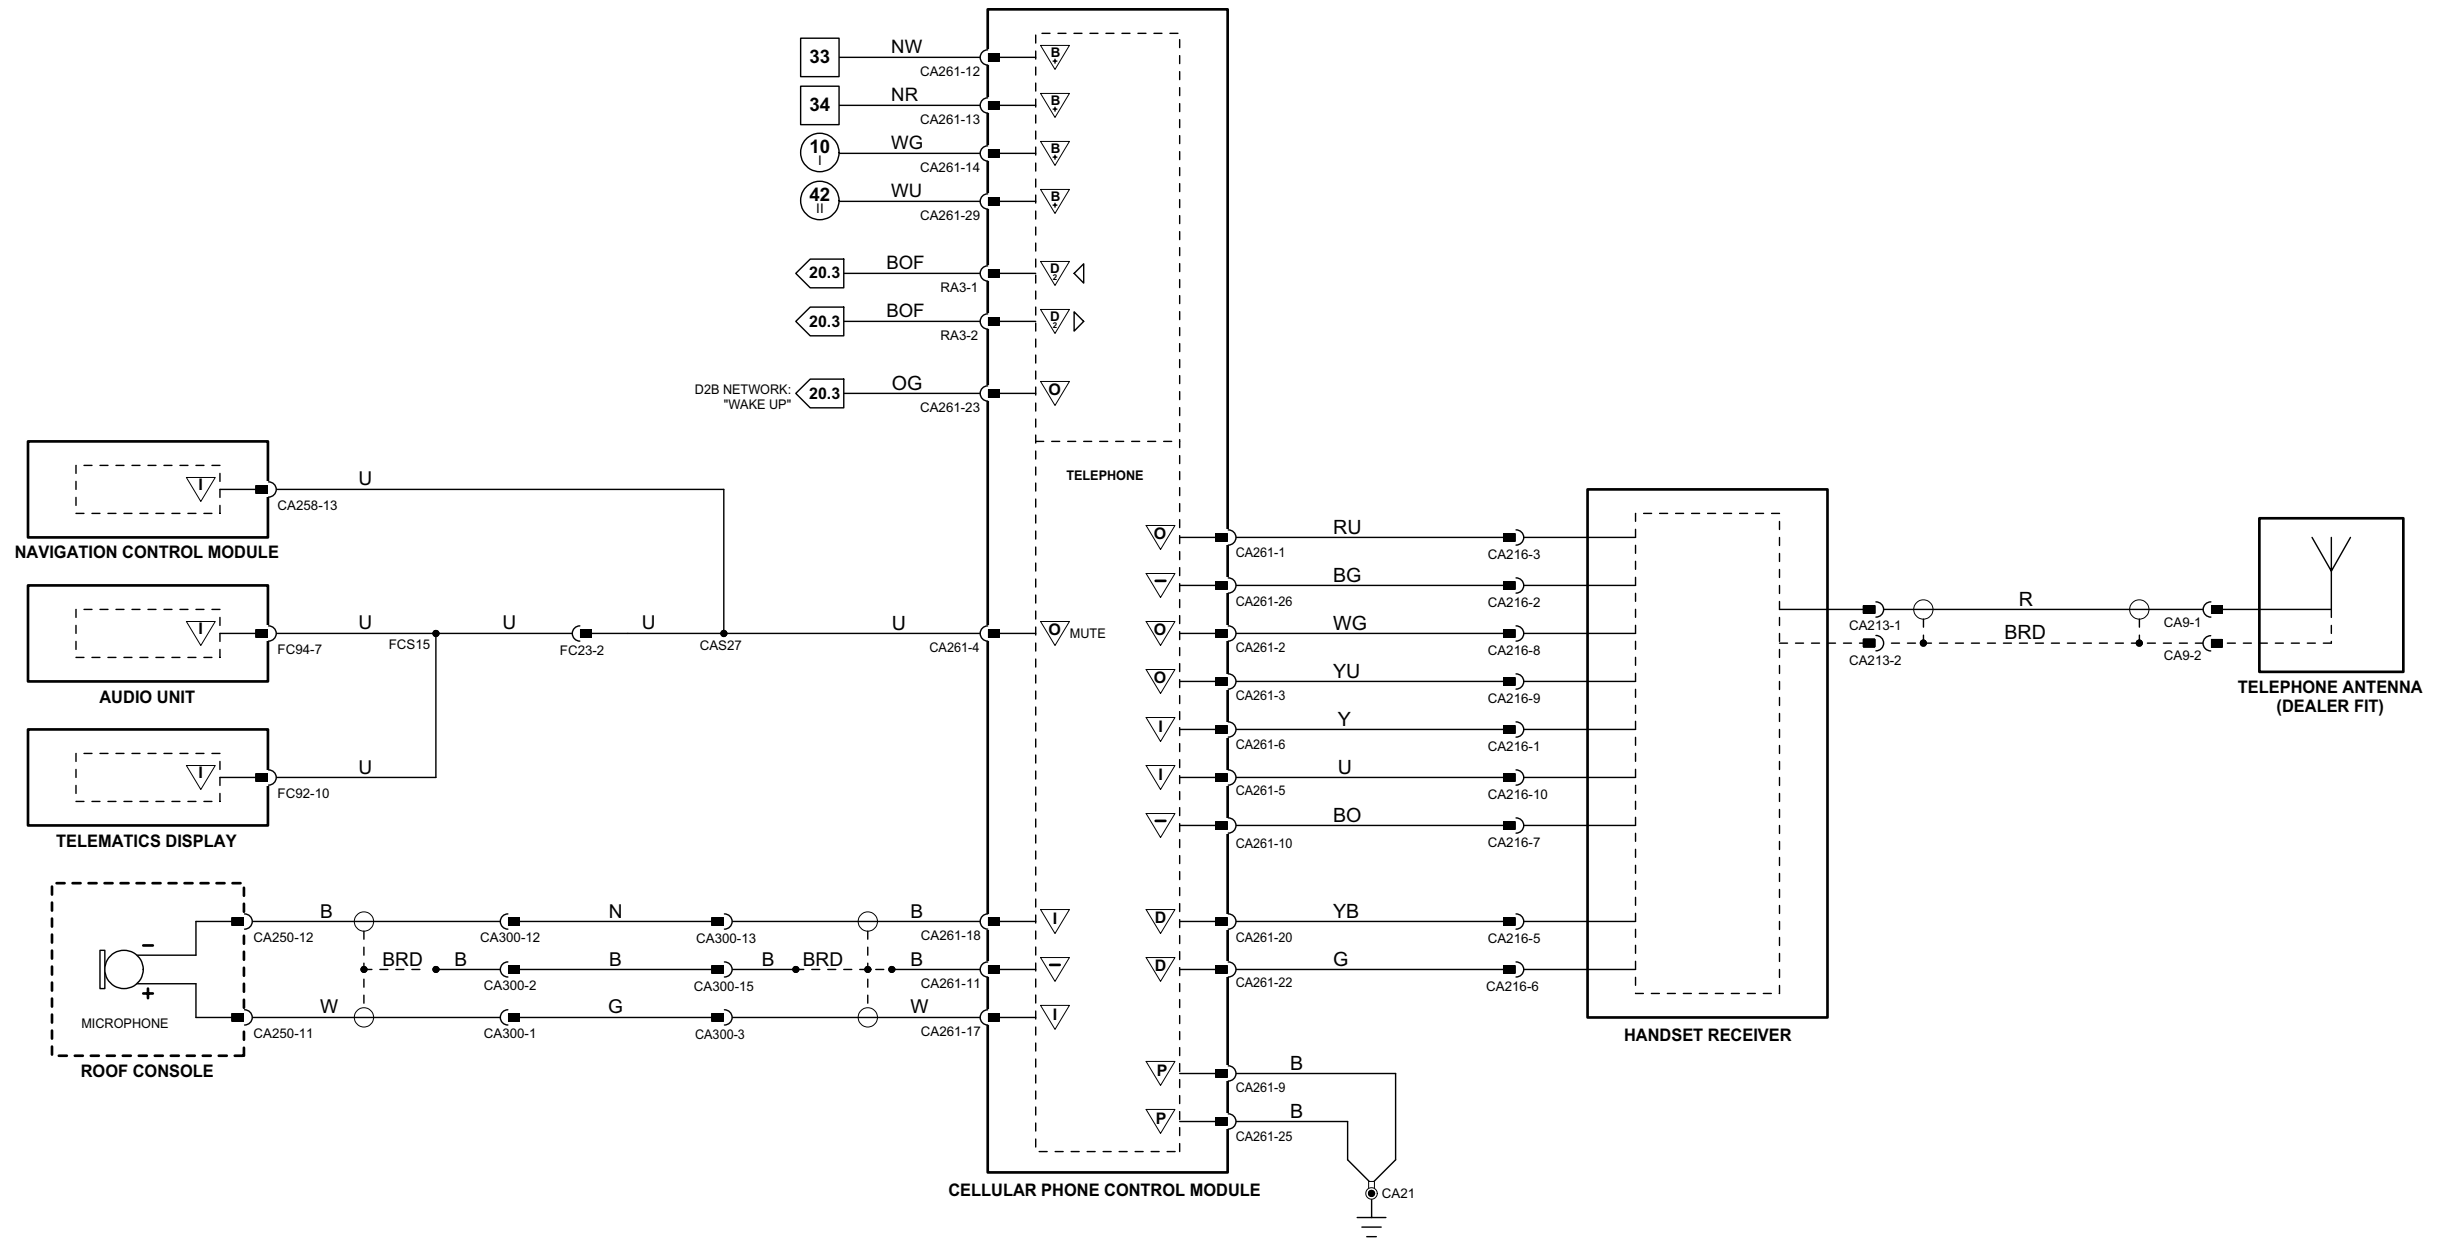 33 NW CA261-12 B+
34 NR CA261-13 B+
10 I WG CA261-14 B+
42 II WU CA261-29 B+
20.3 BOF RA3-1 D2
20.3 BOF RA3-2 D2
D2B NETWORK:
"WAKE UP"
20.3 OG CA261-23 O
TELEPHONE
I CA258-13 U
NAVIGATION CONTROL MODULE
I FC94-7 U FCS15 U FC23-2 U CAS27 U CA261-4 O MUTE
AUDIO UNIT
I FC92-10 U
TELEMATICS DISPLAY
O CA261-1 RU CA216-3
– CA261-26 BG CA216-2
O CA261-2 WG CA216-8
O CA261-3 YU CA216-9
I CA261-6 Y CA216-1
I CA261-5 U CA216-10
– CA261-10 BO CA216-7
D CA261-20 YB CA216-5
D CA261-22 G CA216-6
HANDSET RECEIVER
CA213-1 R CA9-1
CA213-2 BRD CA9-2
TELEPHONE ANTENNA
(DEALER FIT)
– CA250-12 B CA300-12 N CA300-13 B CA261-18 I
BRD B CA300-2 B CA300-15 B BRD B CA261-11 –
+ CA250-11 W CA300-1 G CA300-3 W CA261-17 I
MICROPHONE
ROOF CONSOLE
P CA261-9 B
P CA261-25 B
CA21
CELLULAR PHONE CONTROL MODULE